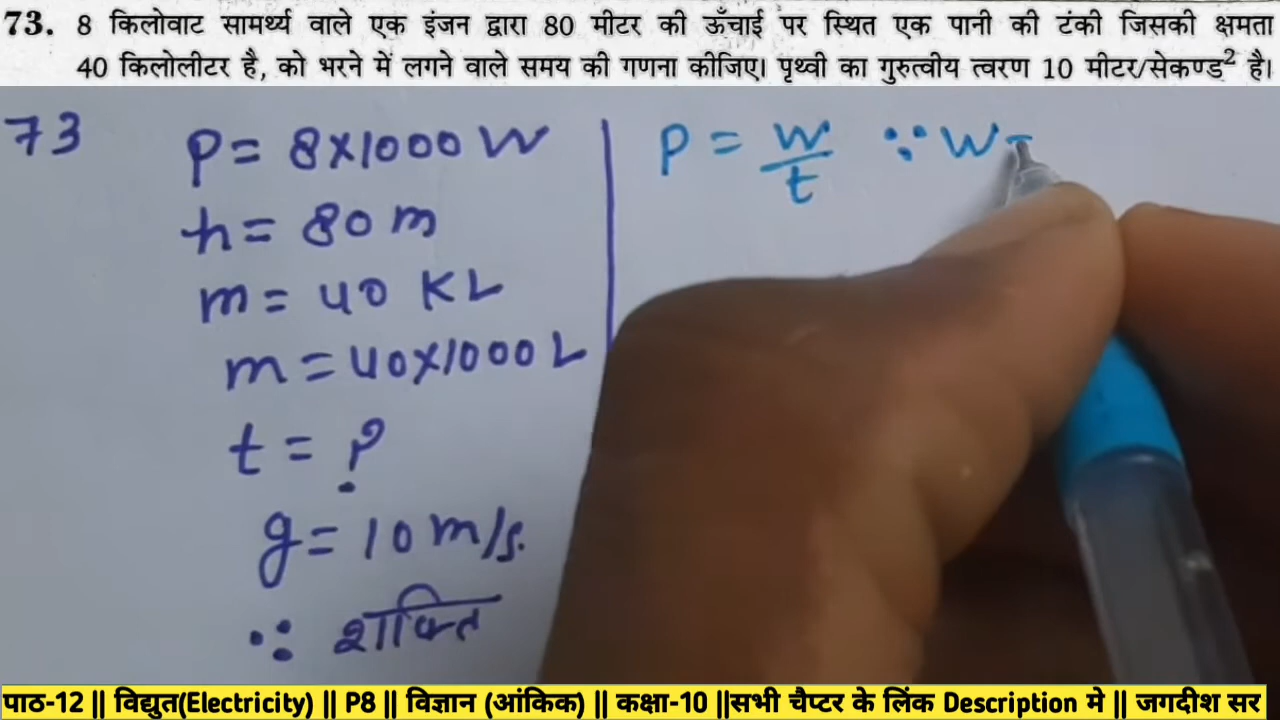 73. 8 किलोवाट सामर्थ्य वाले एक इंजन द्वारा 80 मीटर की ऊँचाई पर स्थित एक पानी की टंकी जिसकी क्षमता
40 किलोलीटर है, को भरने में लगने वाले समय की गणना कीजिए। पृथ्वी का गुरुत्वीय त्वरण 10 मीटर/सेकण्ड² है।
73
P = 8×1000 W
h = 80 m
m = 40 KL
m = 40×1000 L
t = ?
g = 10 m/s.
∵ शक्ति
P = W/t ∵ W =
पाठ-12 || विद्युत(Electricity) || P8 || विज्ञान (आंकिक) || कक्षा-10 ||सभी चैप्टर के लिंक Description मे || जगदीश सर